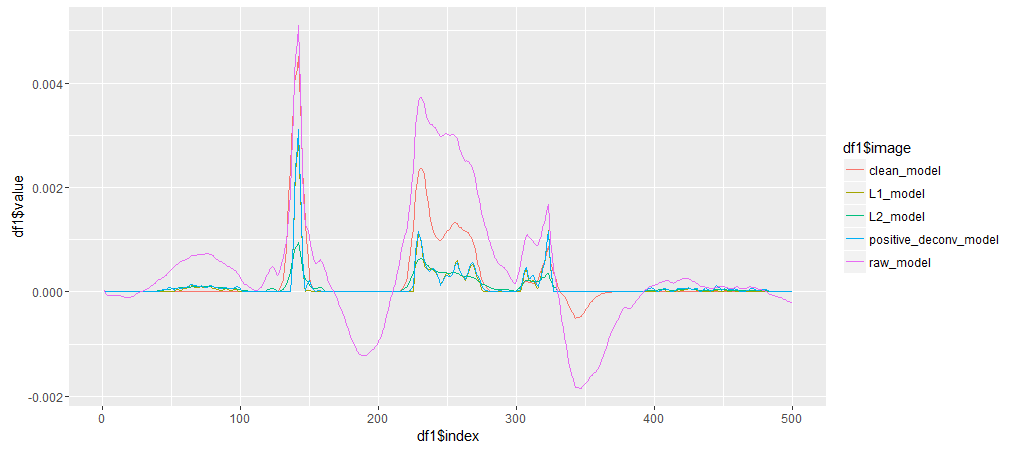 0.004
0.002
0.000
-0.002
df1$value
0
100
200
300
400
500
df1$index
df1$image
clean_model
L1_model
L2_model
positive_deconv_model
raw_model